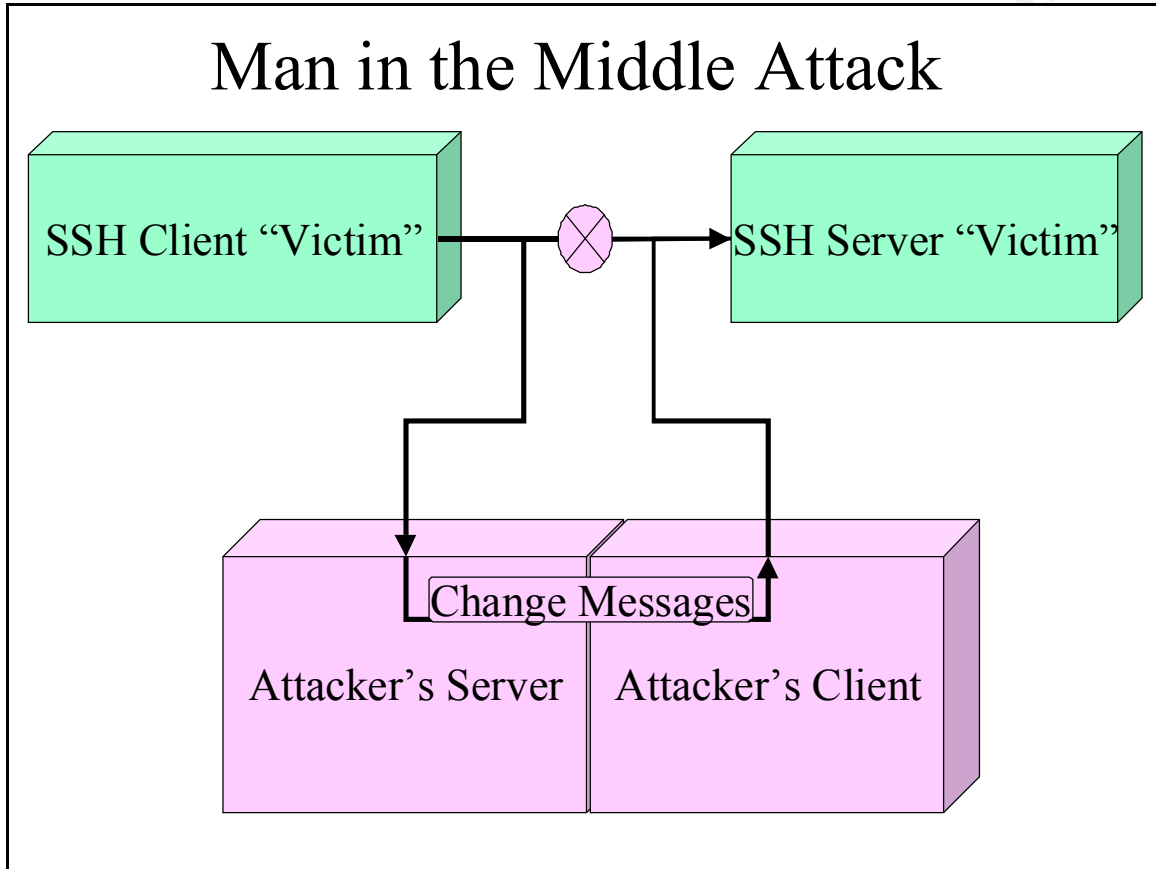 Man in the Middle Attack
SSH Client “Victim”
SSH Server “Victim”
Change Messages
Attacker’s Server
Attacker’s Client